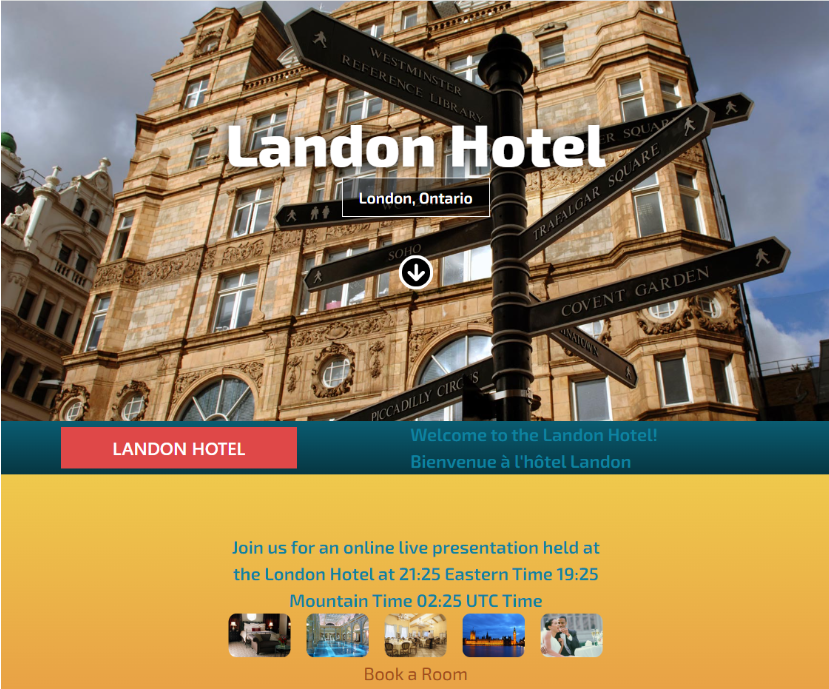 WESTMINSTER
REFERENCE LIBRARY
ER SQUAR
Landon Hotel
TRAFALGAR SQUARE
London, Ontario
SOHO
COVENT GARDEN
PICCADILLY CIRCUS
LANDON HOTEL
Welcome to the Landon Hotel!
Bienvenue à l'hôtel Landon
Join us for an online live presentation held at
the London Hotel at 21:25 Eastern Time 19:25
Mountain Time 02:25 UTC Time
Book a Room